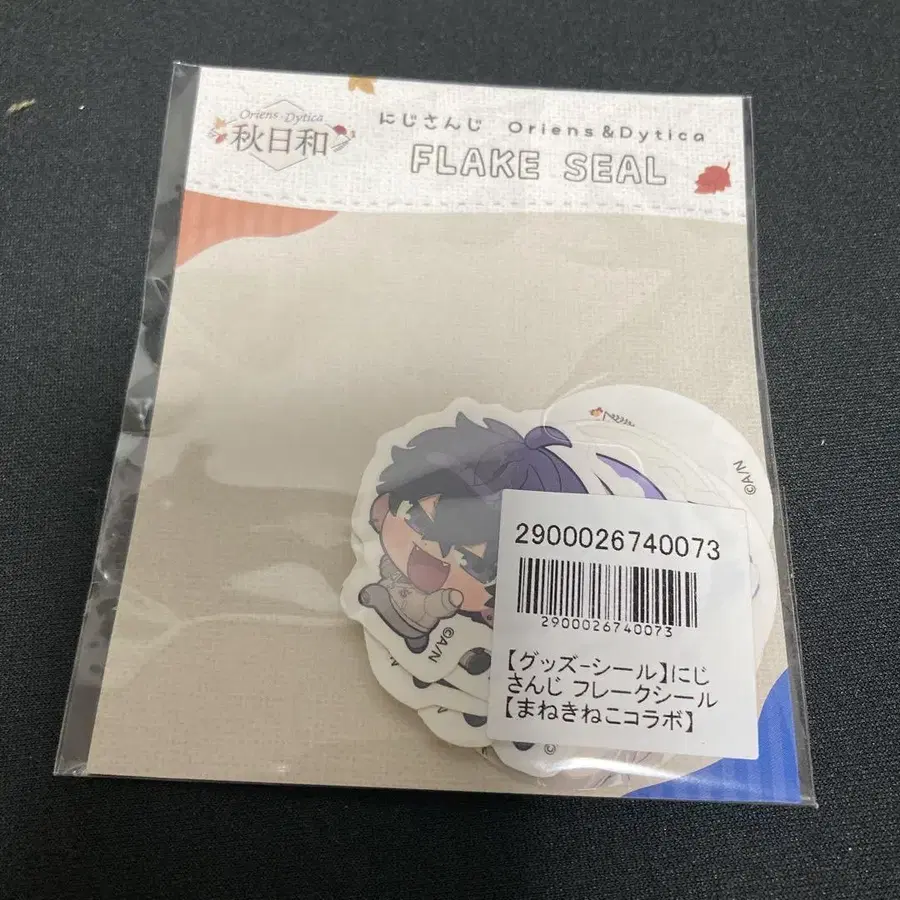 Oriens Dytica
秋日和
にじさんじ Oriens&Dytica
FLAKE SEAL
©A/N
2900026740073
2900026740073
【グッズ-シール】にじ
さんじ フレークシール
【まねきねこコラボ】
©A/N
©